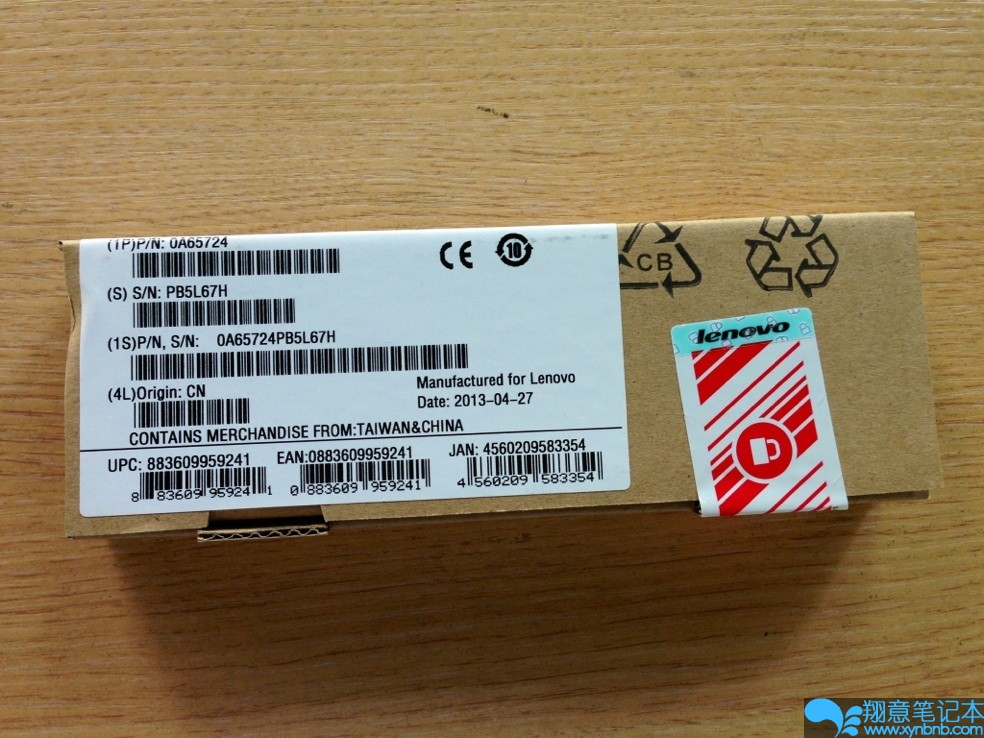 (1P)P/N: 0A65724
CE 10
(S) S/N: PB5L67H
(1S)P/N, S/N: 0A65724PB5L67H
(4L)Origin: CN
Manufactured for Lenovo
Date: 2013-04-27
CONTAINS MERCHANDISE FROM:TAIWAN&CHINA
UPC: 883609959241 EAN:0883609959241 JAN: 4560209583354
8 83609 95924 1 0 883609 959241 4 560209 583354
CB
lenovo
翔意笔记本
www.xynbnb.com